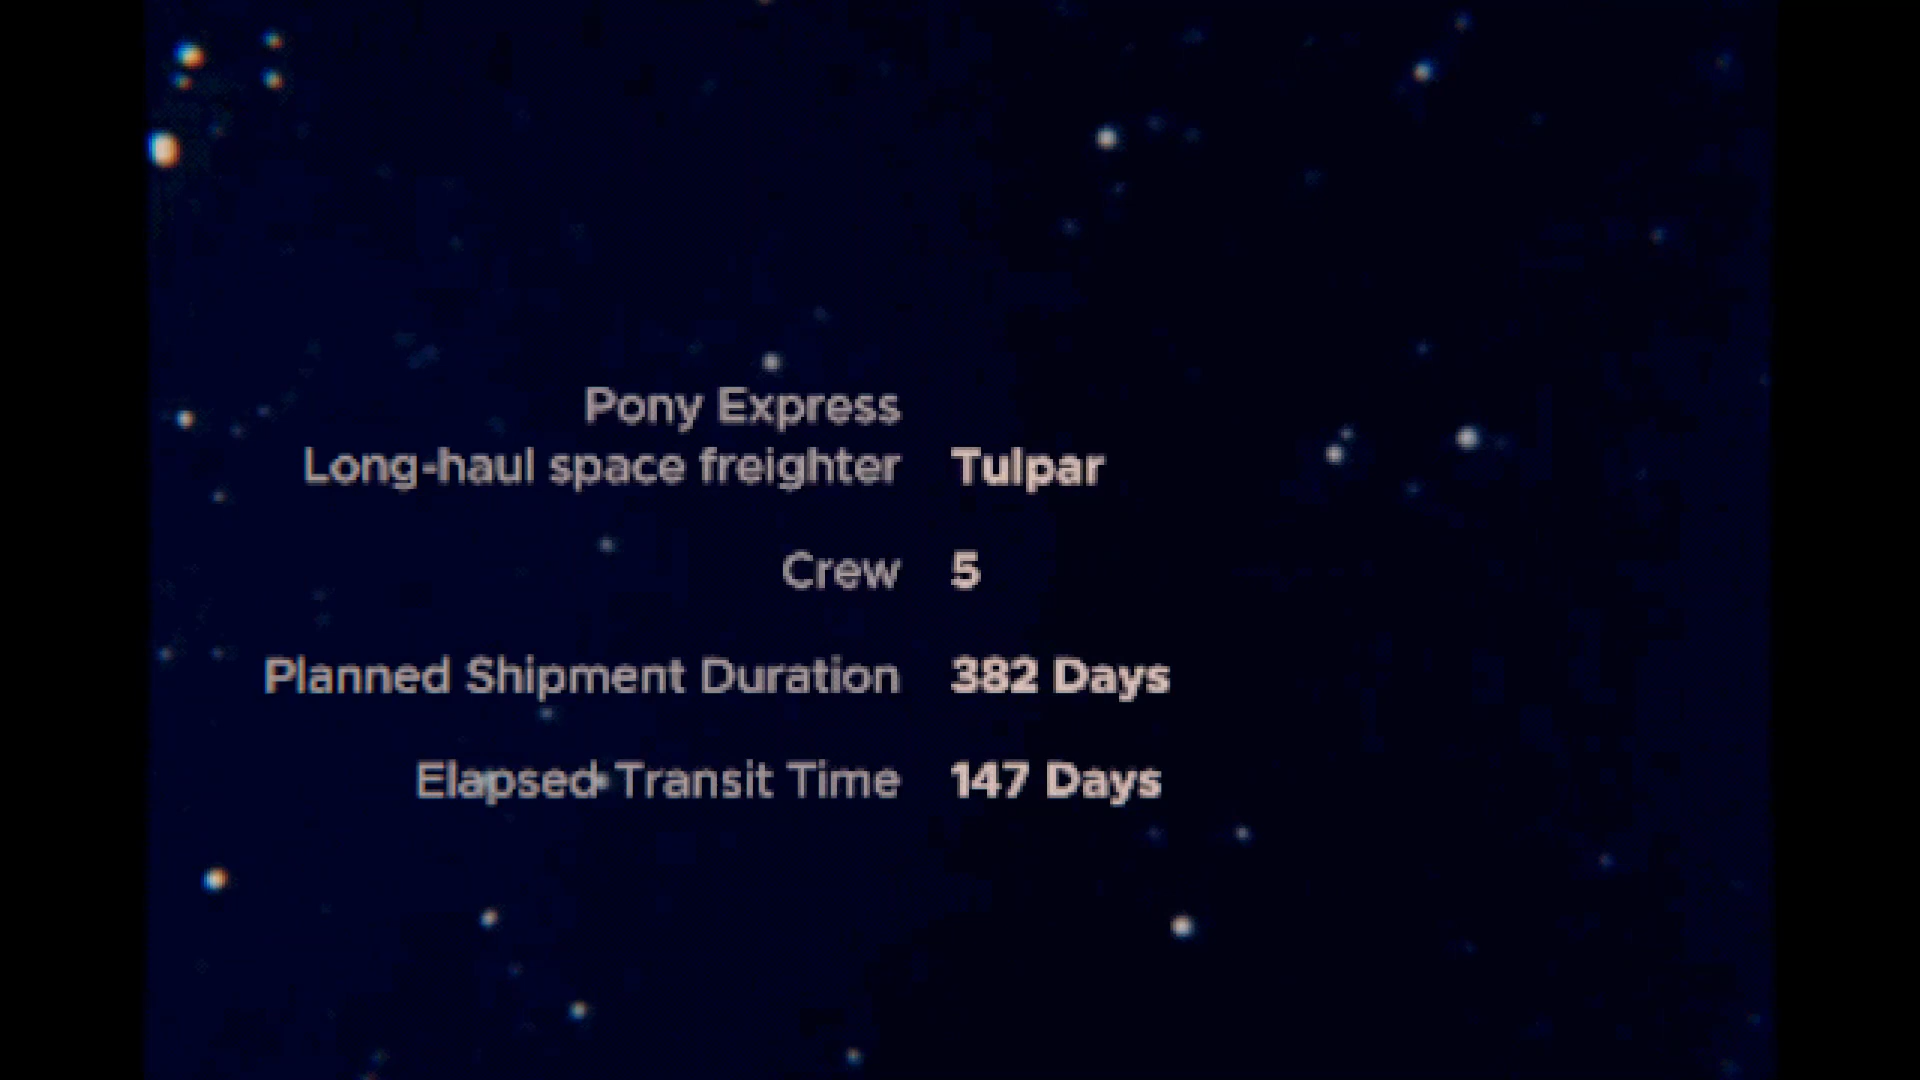 Pony Express
Long-haul space freighter Tulpar
Crew 5
Planned Shipment Duration 382 Days
Elapsed Transit Time 147 Days